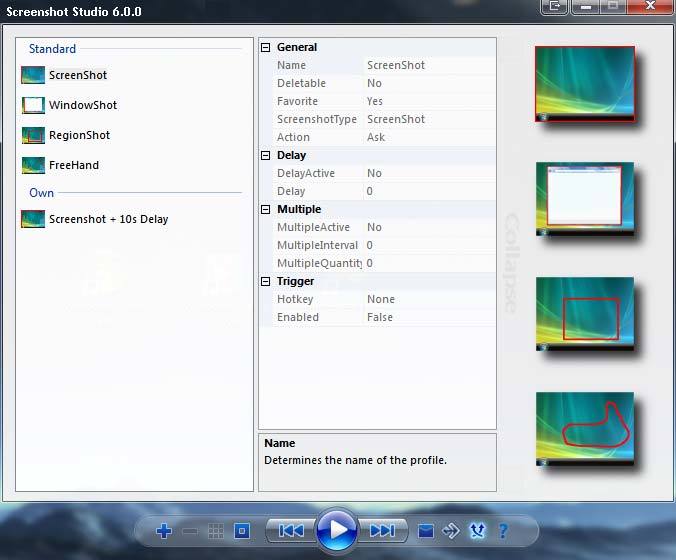 Screenshot Studio 6.0.0
Standard
ScreenShot
WindowShot
RegionShot
FreeHand
Own
Screenshot + 10s Delay
General
Name ScreenShot
Deletable No
Favorite Yes
ScreenshotType ScreenShot
Action Ask
Delay
DelayActive No
Delay 0
Multiple
MultipleActive No
MultipleInterval 0
MultipleQuantity 0
Trigger
Hotkey None
Enabled False
Name
Determines the name of the profile.
Collapse